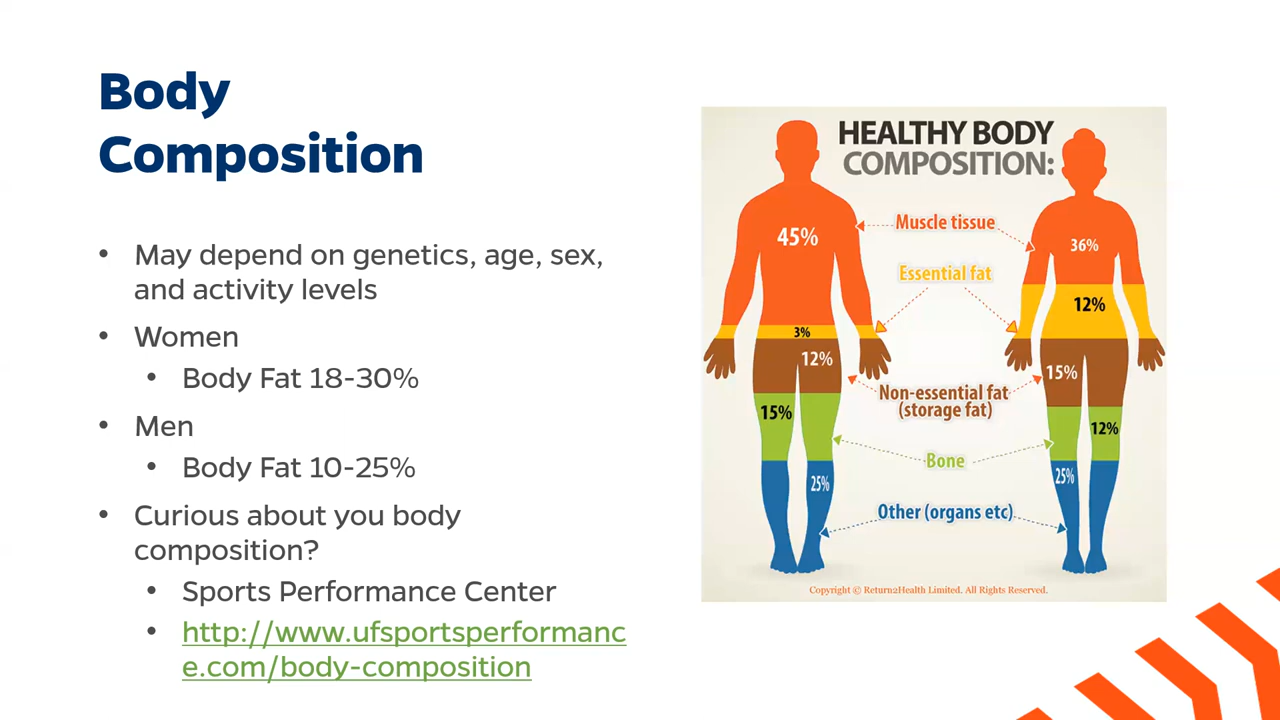 Body
Composition
• May depend on genetics, age, sex,
and activity levels
• Women
• Body Fat 18-30%
• Men
• Body Fat 10-25%
• Curious about you body
composition?
• Sports Performance Center
• http://www.ufsportsperformanc
e.com/body-composition
HEALTHY BODY
COMPOSITION:
Muscle tissue
45%
36%
Essential fat
3%
12%
12%
15%
Non-essential fat
(storage fat)
15%
12%
Bone
25%
25%
Other (organs etc)
Copyright © Return2Health Limited. All Rights Reserved.